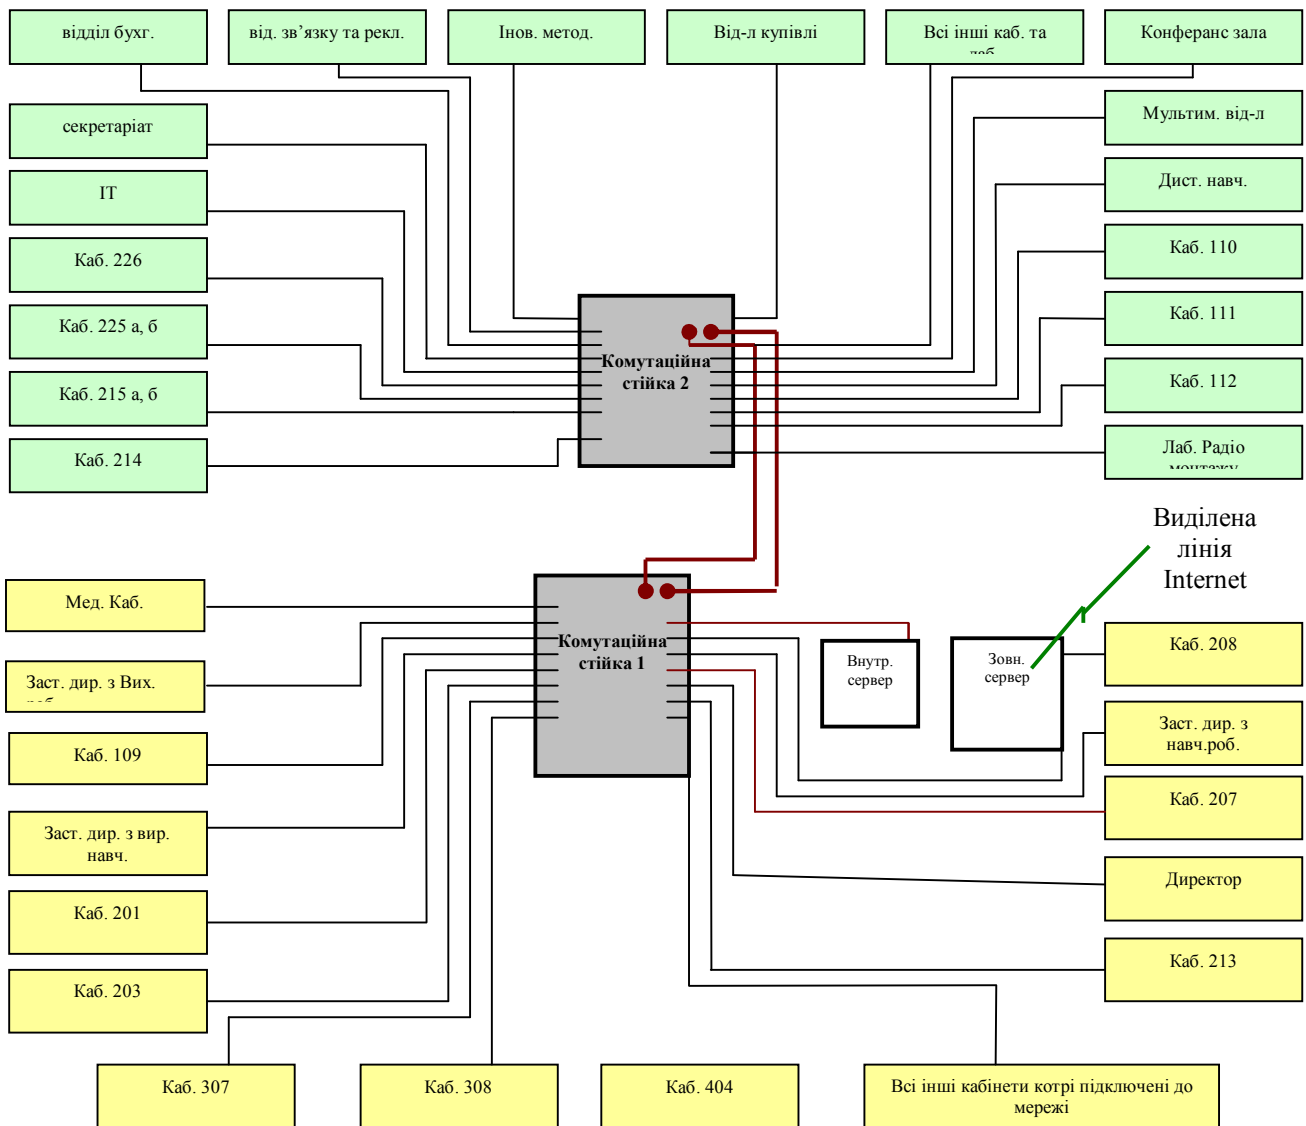 відділ бухг.
від. зв’язку та рекл.
Інов. метод.
Від-л купівлі
Всі інші каб. та
Конферанс зала
секретаріат
Мультим. від-л
ІТ
Дист. навч.
Каб. 226
Каб. 110
Каб. 225 а, б
Каб. 111
Комутаційна
стійка 2
Каб. 215 а, б
Каб. 112
Каб. 214
Лаб. Радіо
монтажу
Виділена
лінія
Internet
Мед. Каб.
Комутаційна
стійка 1
Внутр.
сервер
Зовн.
сервер
Каб. 208
Заст. дир. з Вих.
Заст. дир. з
навч.роб.
Каб. 109
Каб. 207
Заст. дир. з вир.
навч.
Директор
Каб. 201
Каб. 213
Каб. 203
Каб. 307
Каб. 308
Каб. 404
Всі інші кабінети котрі підключені до
мережі